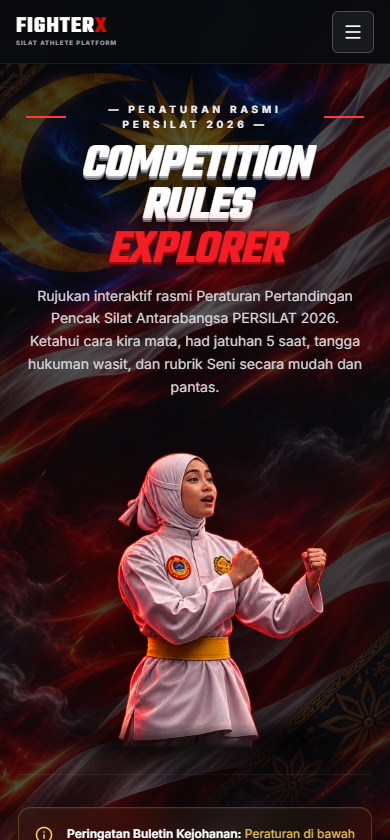 FIGHTERX
SILAT ATHLETE PLATFORM
— PERATURAN RASMI
PERSILAT 2026 —
COMPETITION
RULES
EXPLORER
Rujukan interaktif rasmi Peraturan Pertandingan
Pencak Silat Antarabangsa PERSILAT 2026.
Ketahui cara kira mata, had jatuhan 5 saat, tangga
hukuman wasit, dan rubrik Seni secara mudah dan
pantas.
Peringatan Buletin Kejohanan: Peraturan di bawah